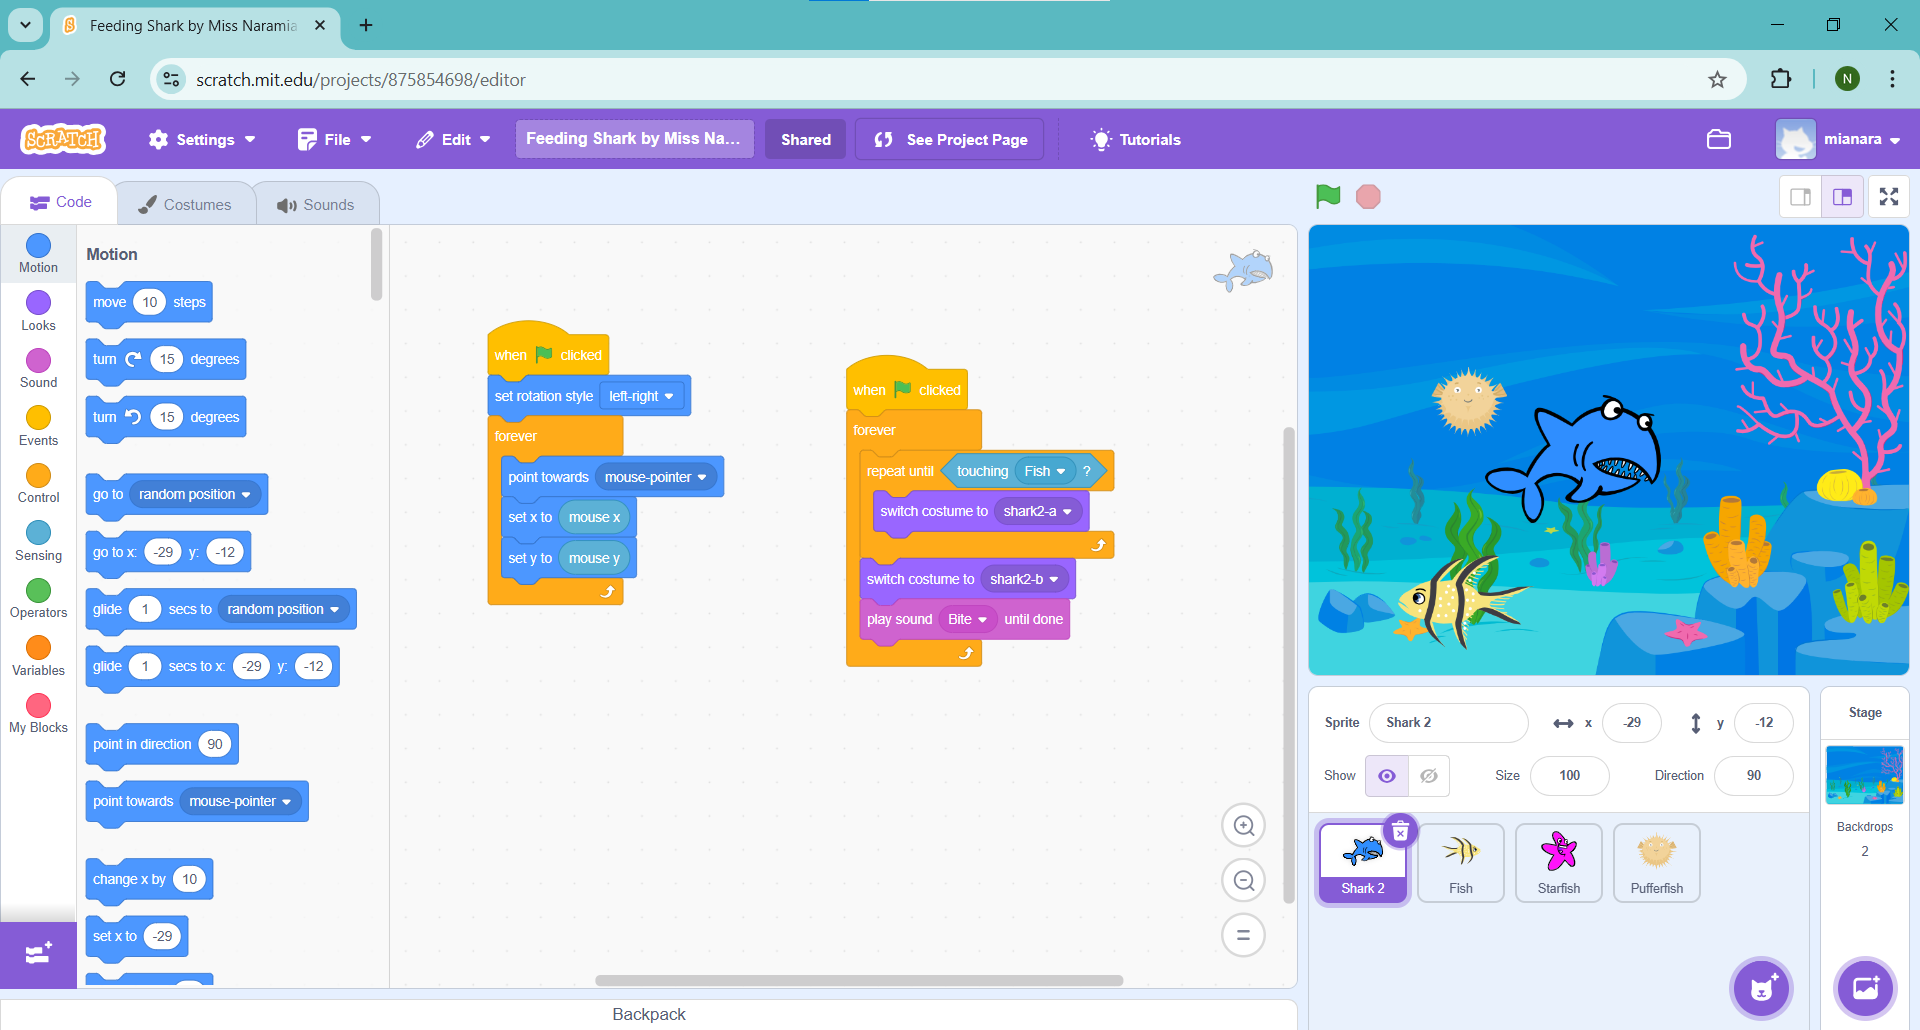 Feeding Shark by Miss Naramia
scratch.mit.edu/projects/875854698/editor
N
SCRATCH
Settings
File
Edit
Feeding Shark by Miss Na...
Shared
See Project Page
Tutorials
mianara
Code
Costumes
Sounds
Motion
Looks
Sound
Events
Control
Sensing
Operators
Variables
My Blocks
Motion
move 10 steps
turn 15 degrees
turn 15 degrees
go to random position
go to x: -29 y: -12
glide 1 secs to random position
glide 1 secs to x: -29 y: -12
point in direction 90
point towards mouse-pointer
change x by 10
set x to -29
when clicked
set rotation style left-right
forever
point towards mouse-pointer
set x to mouse x
set y to mouse y
when clicked
forever
repeat until touching Fish ?
switch costume to shark2-a
switch costume to shark2-b
play sound Bite until done
Backpack
Sprite Shark 2 x -29 y -12
Show Size 100 Direction 90
Shark 2
Fish
Starfish
Pufferfish
Stage
Backdrops
2